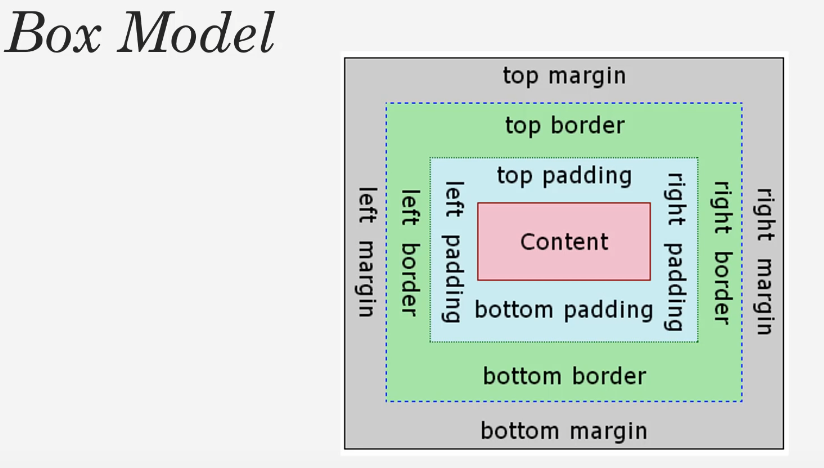 Box Model
top margin
top border
top padding
left margin
left border
left padding
Content
right padding
right border
right margin
bottom padding
bottom border
bottom margin